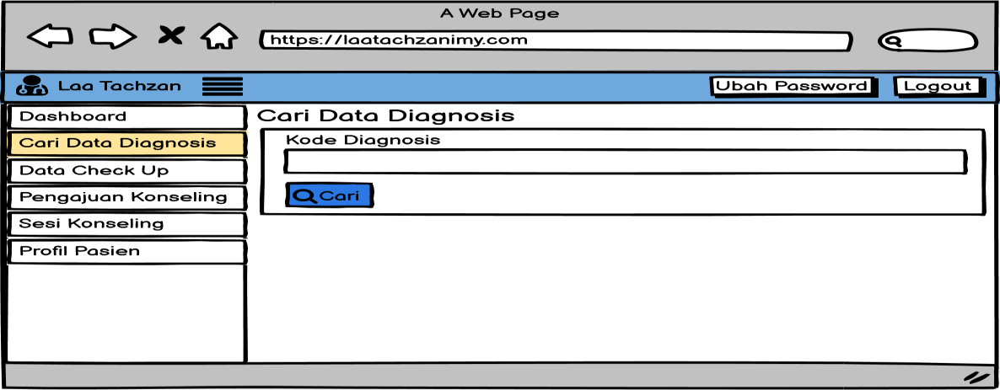 A Web Page
https://laatachzanimy.com
Laa Tachzan
Ubah Password
Logout
Dashboard
Cari Data Diagnosis
Data Check Up
Pengajuan Konseling
Sesi Konseling
Profil Pasien
Cari Data Diagnosis
Kode Diagnosis
Cari